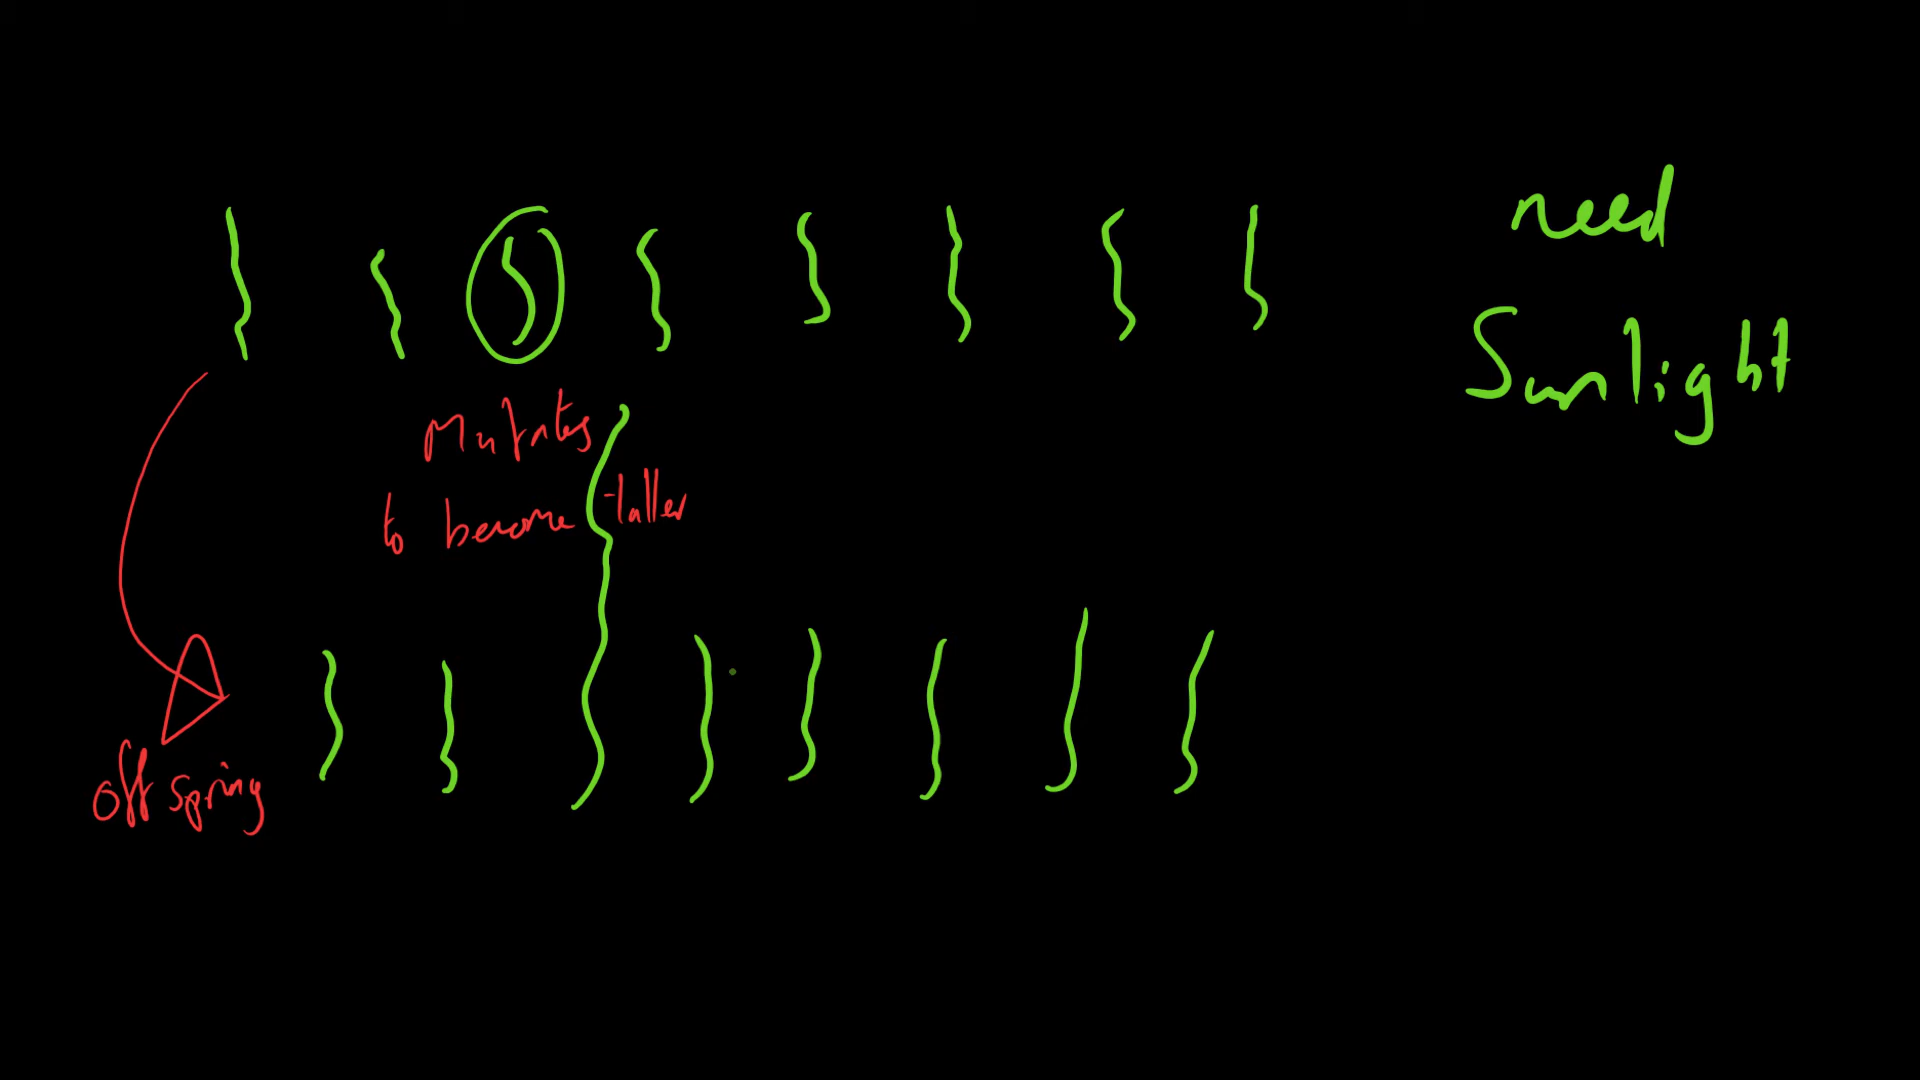 need
Sunlight
Mutates
to become taller
offspring